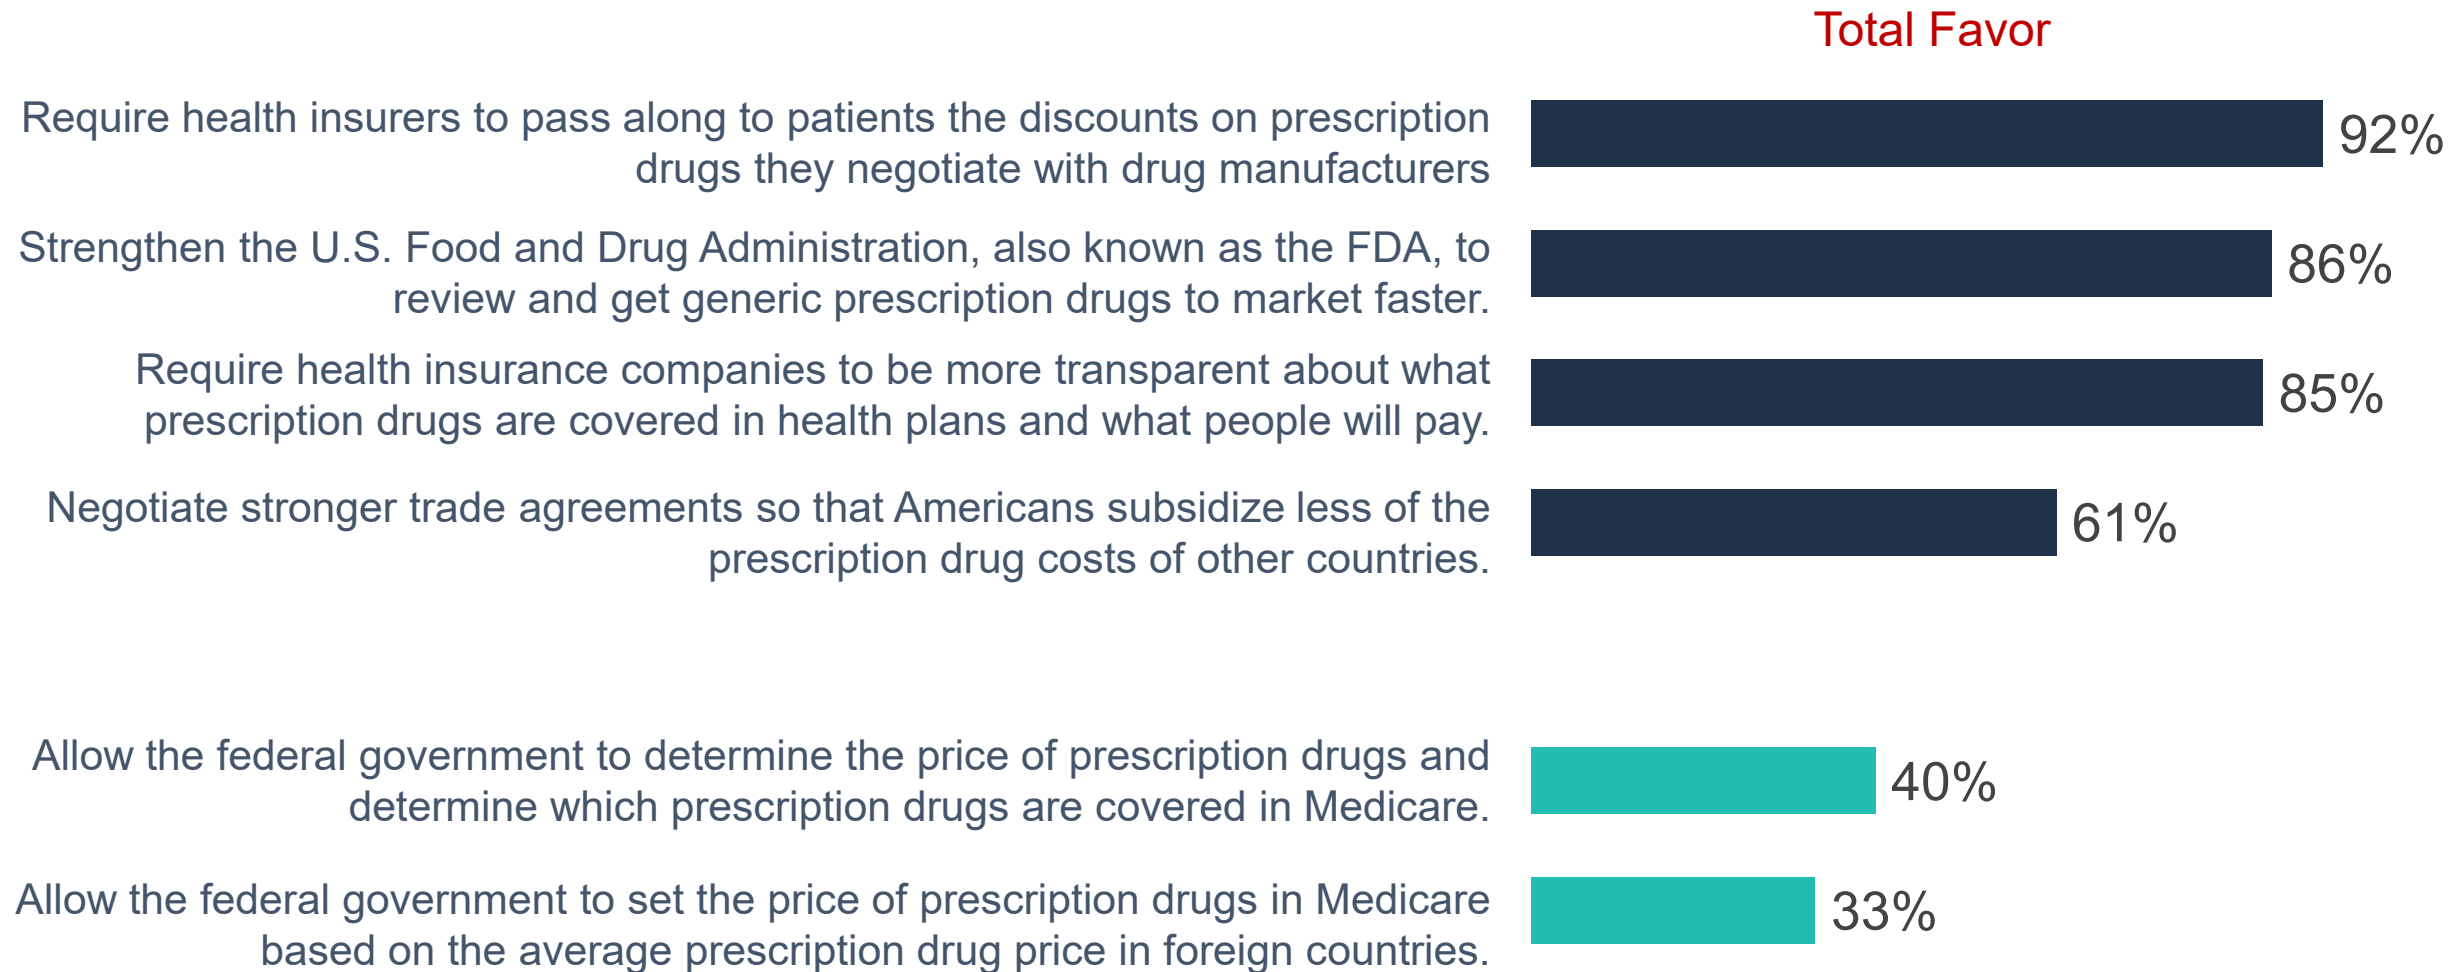 Total Favor
Require health insurers to pass along to patients the discounts on prescription
drugs they negotiate with drug manufacturers
92%
Strengthen the U.S. Food and Drug Administration, also known as the FDA, to
review and get generic prescription drugs to market faster.
86%
Require health insurance companies to be more transparent about what
prescription drugs are covered in health plans and what people will pay.
85%
Negotiate stronger trade agreements so that Americans subsidize less of the
prescription drug costs of other countries.
61%
Allow the federal government to determine the price of prescription drugs and
determine which prescription drugs are covered in Medicare.
40%
Allow the federal government to set the price of prescription drugs in Medicare
based on the average prescription drug price in foreign countries.
33%